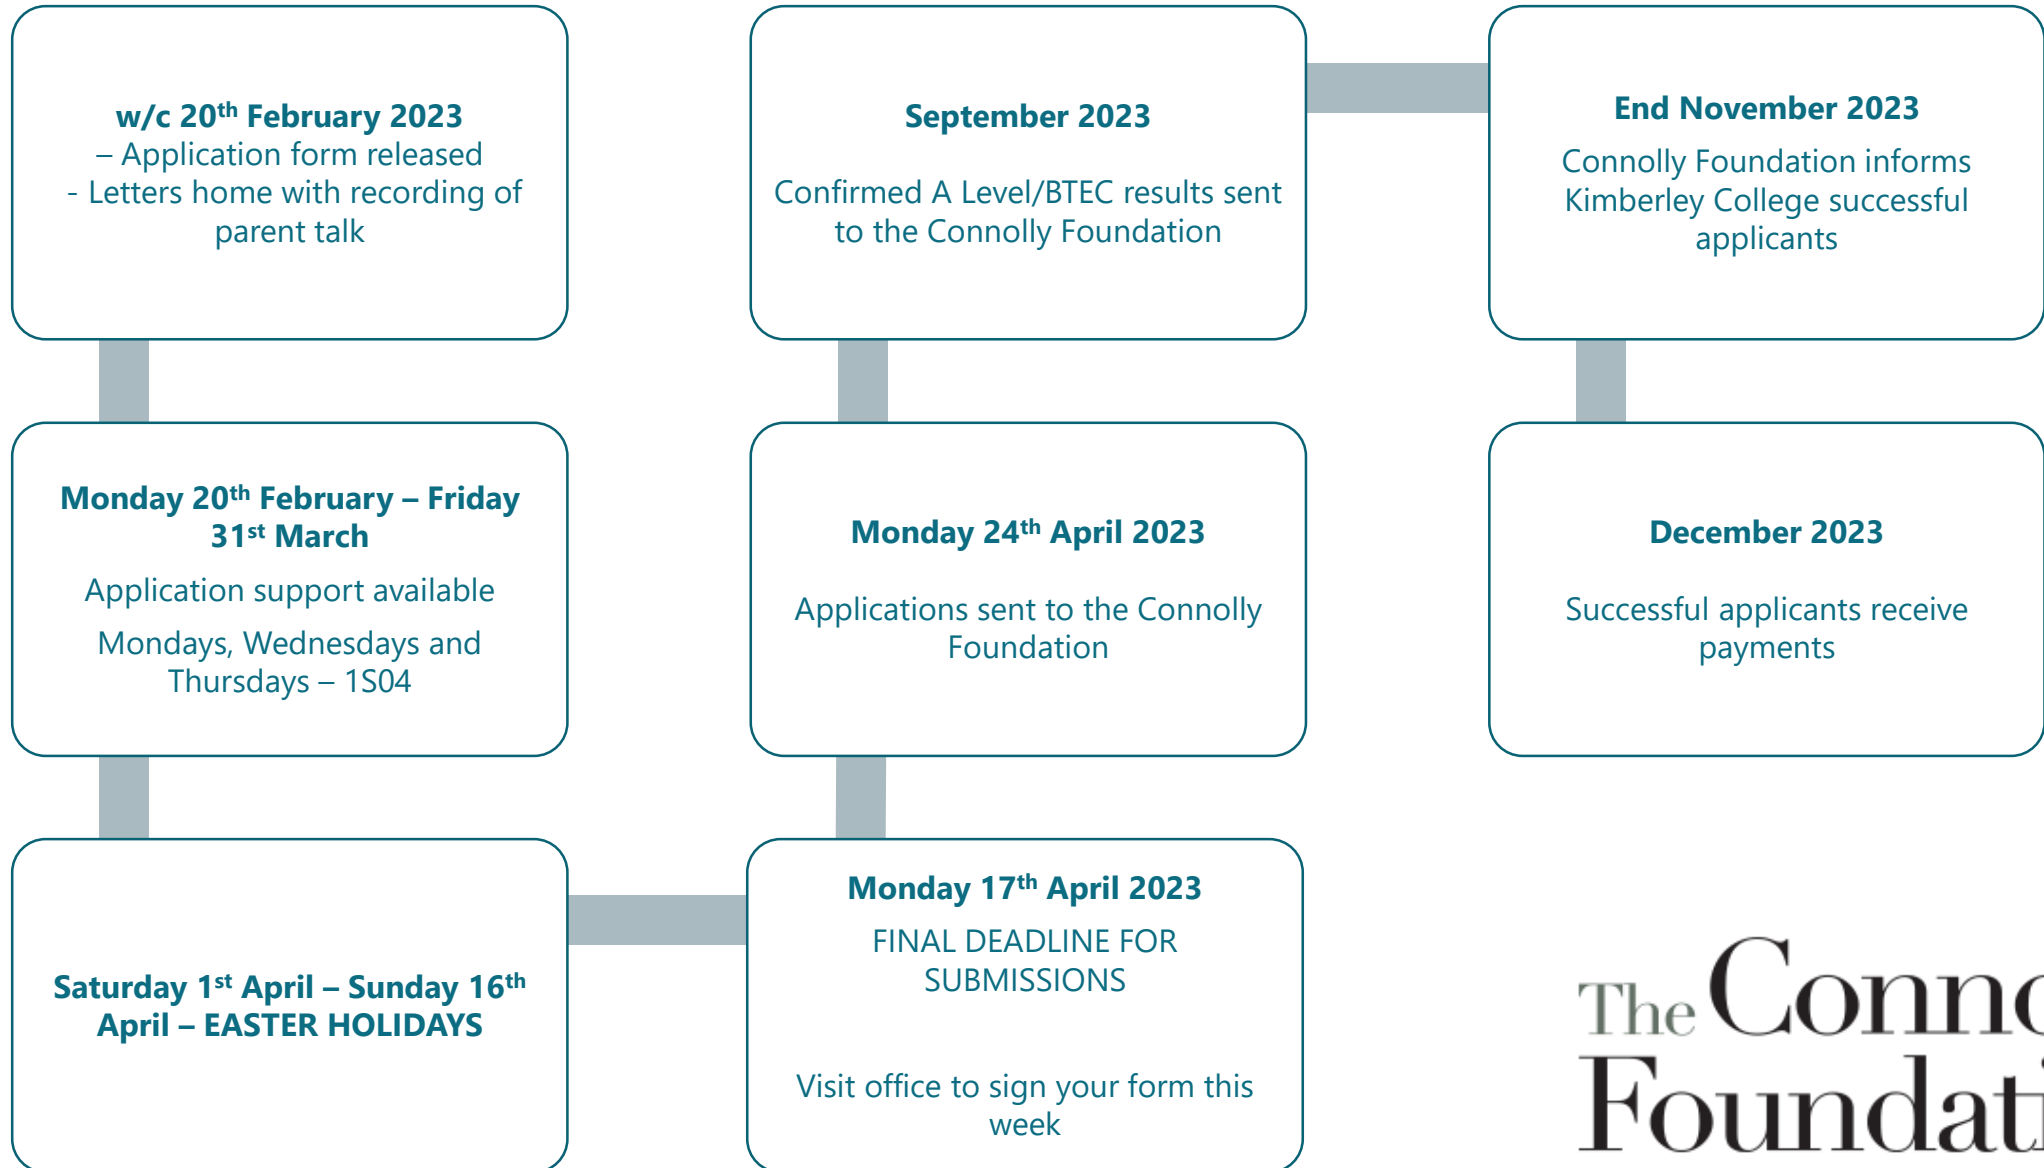 w/c 20th February 2023
– Application form released
- Letters home with recording of
parent talk
Monday 20th February – Friday
31st March
Application support available
Mondays, Wednesdays and
Thursdays – 1S04
Saturday 1st April – Sunday 16th
April – EASTER HOLIDAYS
Monday 17th April 2023
FINAL DEADLINE FOR
SUBMISSIONS
Visit office to sign your form this
week
Monday 24th April 2023
Applications sent to the Connolly
Foundation
September 2023
Confirmed A Level/BTEC results sent
to the Connolly Foundation
End November 2023
Connolly Foundation informs
Kimberley College successful
applicants
December 2023
Successful applicants receive
payments
The